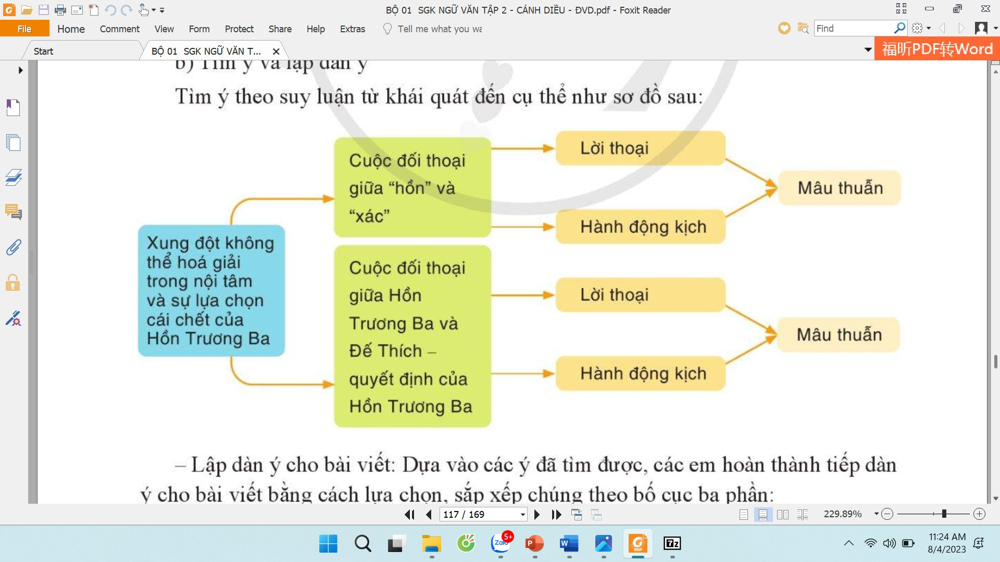 BỘ 01 SGK NGỮ VĂN TẬP 2 - CÁNH DIỀU - ĐVD.pdf - Foxit Reader
File Home Comment View Form Protect Share Help Extras Tell me what you wa
Find
Start
BỘ 01 SGK NGỮ VĂN T...
福昕PDF转Word
b) Tìm ý và lập dàn ý
Tìm ý theo suy luận từ khái quát đến cụ thể như sơ đồ sau:
Xung đột không
thể hoá giải
trong nội tâm
và sự lựa chọn
cái chết của
Hồn Trương Ba
Cuộc đối thoại
giữa “hồn” và
“xác”
Lời thoại
Hành động kịch
Mâu thuẫn
Cuộc đối thoại
giữa Hồn
Trương Ba và
Đế Thích –
quyết định của
Hồn Trương Ba
Lời thoại
Hành động kịch
Mâu thuẫn
– Lập dàn ý cho bài viết: Dựa vào các ý đã tìm được, các em hoàn thành tiếp dàn
ý cho bài viết bằng cách lựa chọn, sắp xếp chúng theo bố cục ba phần:
117 / 169
229.89%
Zalo
5+
P
W
PDF
7z
11:24 AM
8/4/2023